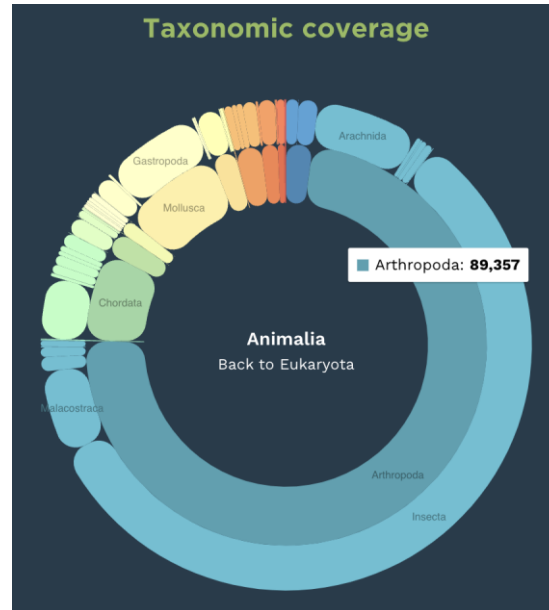 Taxonomic coverage
Arachnida
Gastropoda
Mollusca
Arthropoda: 89,357
Chordata
Animalia
Back to Eukaryota
Malacostraca
Arthropoda
Insecta